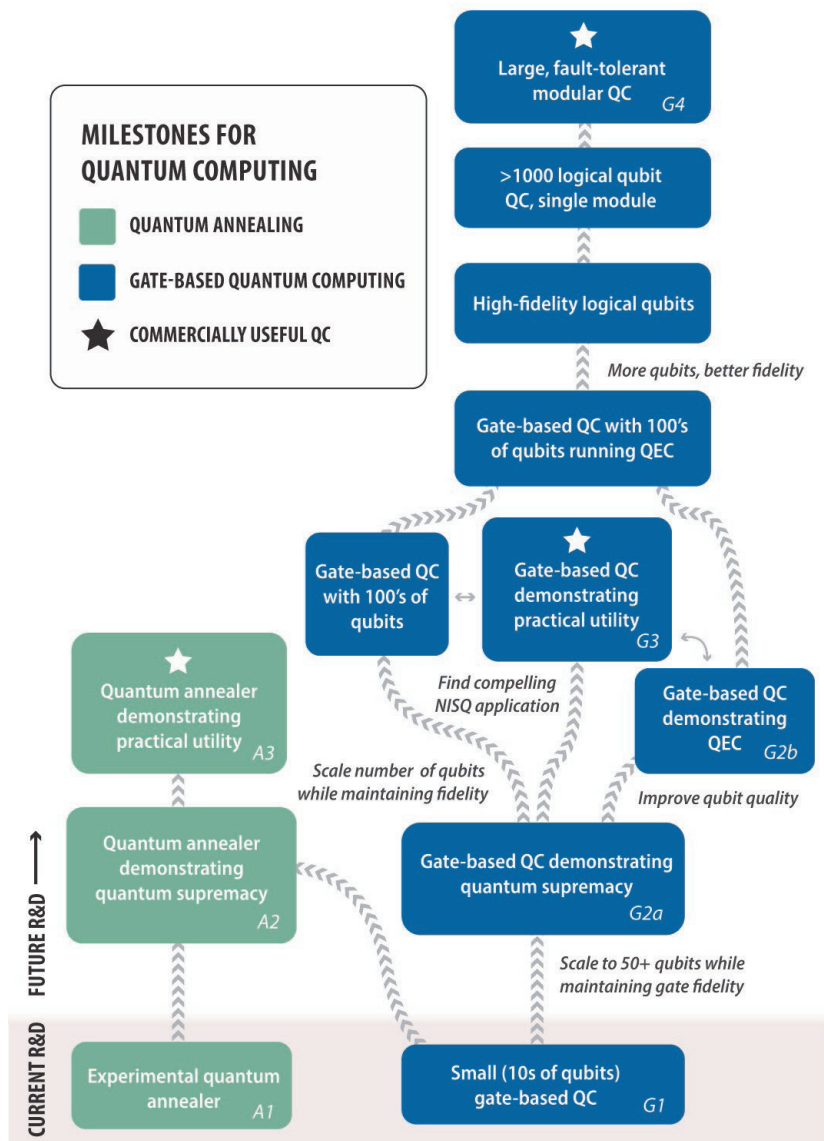 Large, fault-tolerant
modular QC
G4
MILESTONES FOR
QUANTUM COMPUTING
QUANTUM ANNEALING
GATE-BASED QUANTUM COMPUTING
COMMERCIALLY USEFUL QC
>1000 logical qubit
QC, single module
High-fidelity logical qubits
More qubits, better fidelity
Gate-based QC with 100's
of qubits running QEC
Gate-based QC
with 100's of
qubits
Gate-based QC
demonstrating
practical utility
G3
Quantum annealer
demonstrating
practical utility
A3
Find compelling
NISQ application
Gate-based QC
demonstrating
QEC
G2b
Scale number of qubits
while maintaining fidelity
Improve qubit quality
Quantum annealer
demonstrating
quantum supremacy
A2
Gate-based QC demonstrating
quantum supremacy
G2a
FUTURE R&D
Scale to 50+ qubits while
maintaining gate fidelity
CURRENT R&D
Experimental quantum
annealer
A1
Small (10s of qubits)
gate-based QC
G1